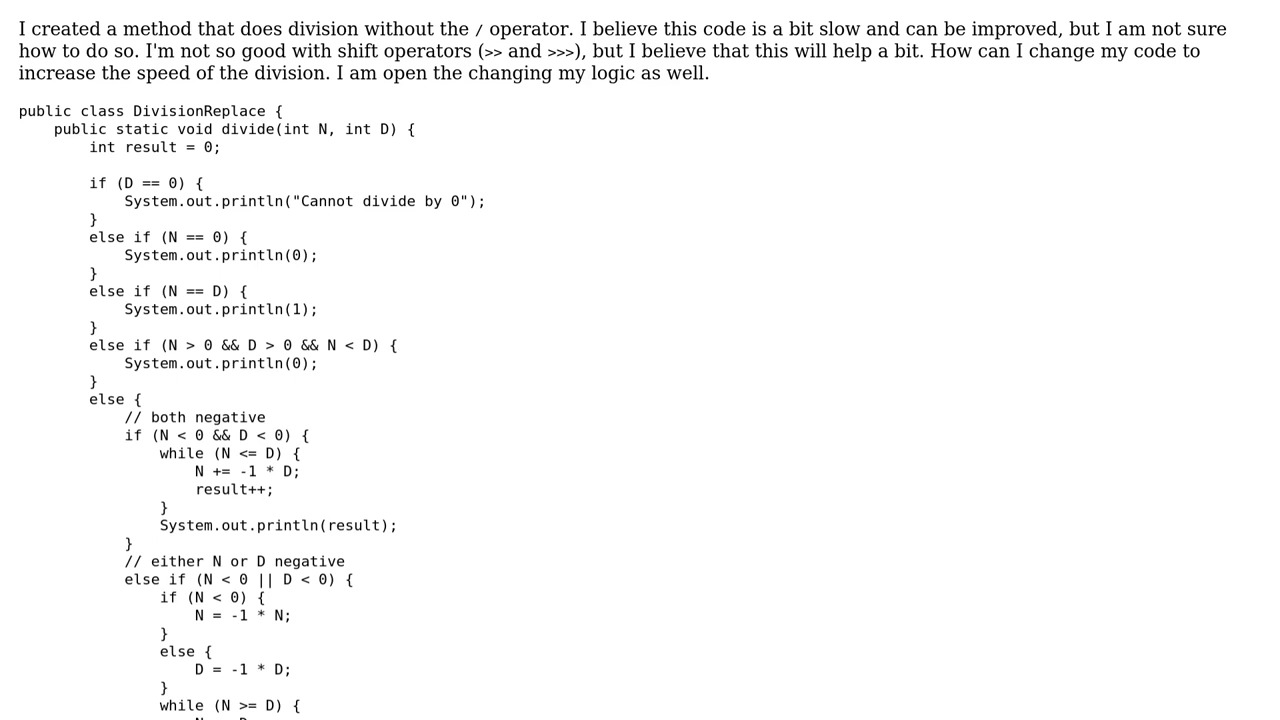 I created a method that does division without the / operator. I believe this code is a bit slow and can be improved, but I am not sure
how to do so. I'm not so good with shift operators (>> and >>>), but I believe that this will help a bit. How can I change my code to
increase the speed of the division. I am open the changing my logic as well.
public class DivisionReplace {
    public static void divide(int N, int D) {
        int result = 0;

        if (D == 0) {
            System.out.println("Cannot divide by 0");
        }
        else if (N == 0) {
            System.out.println(0);
        }
        else if (N == D) {
            System.out.println(1);
        }
        else if (N > 0 && D > 0 && N < D) {
            System.out.println(0);
        }
        else {
            // both negative
            if (N < 0 && D < 0) {
                while (N <= D) {
                    N += -1 * D;
                    result++;
                }
                System.out.println(result);
            }
            // either N or D negative
            else if (N < 0 || D < 0) {
                if (N < 0) {
                    N = -1 * N;
                }
                else {
                    D = -1 * D;
                }
                while (N >= D) {